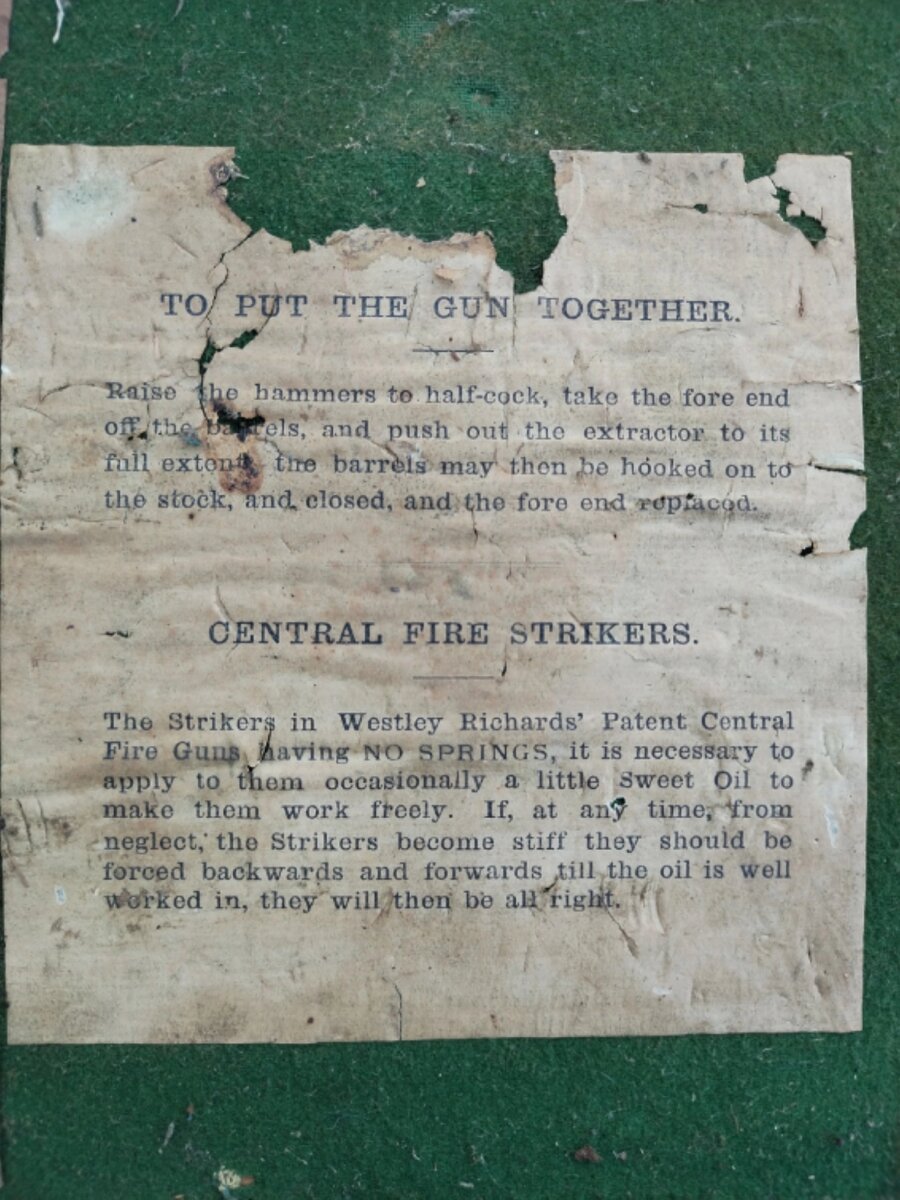 TO PUT THE GUN TOGETHER.
Raise the hammers to half-cock, take the fore end
off the barrels, and push out the extractor to its
full extent, the barrels may then be hooked on to
the stock, and closed, and the fore end replaced.
CENTRAL FIRE STRIKERS.
The Strikers in Westley Richards' Patent Central
Fire Guns having NO SPRINGS, it is necessary to
apply to them occasionally a little Sweet Oil to
make them work freely. If, at any time, from
neglect, the Strikers become stiff they should be
forced backwards and forwards till the oil is well
worked in, they will then be all right.